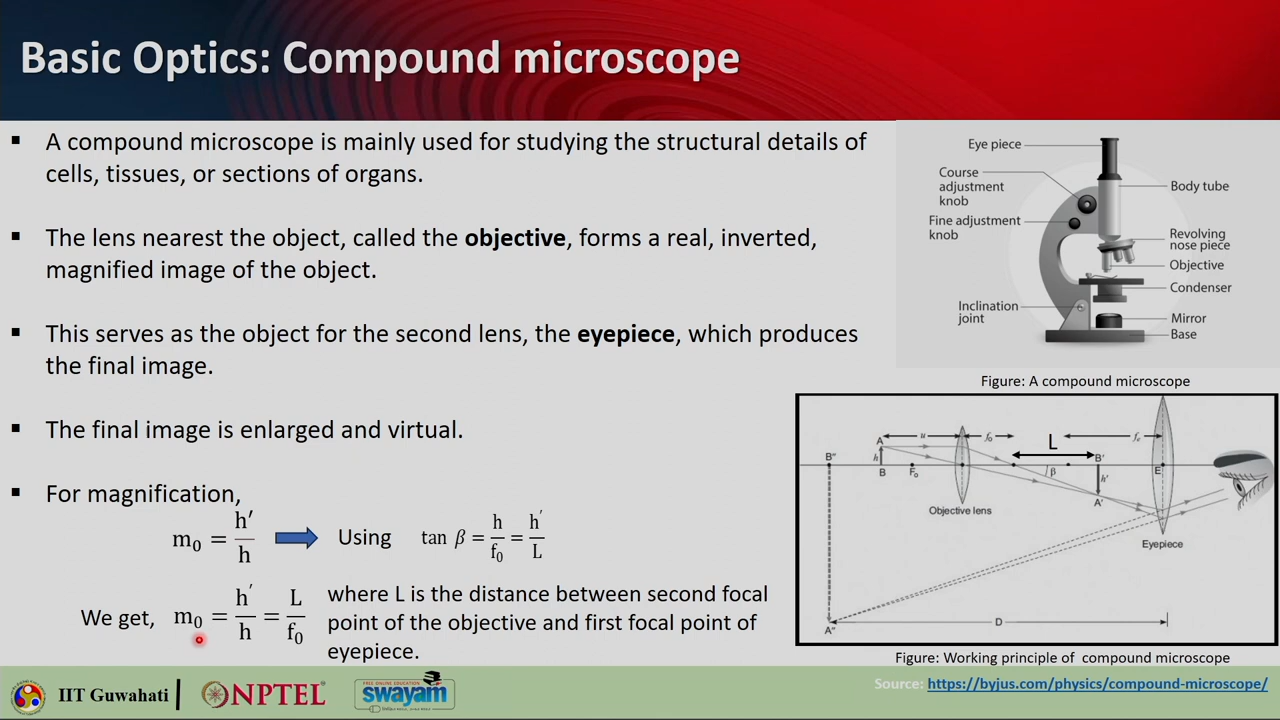 Basic Optics: Compound microscope
▪ A compound microscope is mainly used for studying the structural details of
cells, tissues, or sections of organs.
▪ The lens nearest the object, called the objective, forms a real, inverted,
magnified image of the object.
▪ This serves as the object for the second lens, the eyepiece, which produces
the final image.
▪ The final image is enlarged and virtual.
▪ For magnification,
m₀ = h′/h Using tan β = h/f₀ = h′/L
We get, m₀ = h′/h = L/f₀
where L is the distance between second focal
point of the objective and first focal point of
eyepiece.
Eye piece
Course
adjustment
knob
Fine adjustment
knob
Inclination
joint
Body tube
Revolving
nose piece
Objective
Condenser
Mirror
Base
Figure: A compound microscope
A u f₀ L fₑ
B″ h β B′ h′
B F₀ E
A′
Objective lens
Eyepiece
A″ D
Figure: Working principle of compound microscope
IIT Guwahati
NPTEL
FREE ONLINE EDUCATION
swayam
Source: https://byjus.com/physics/compound-microscope/